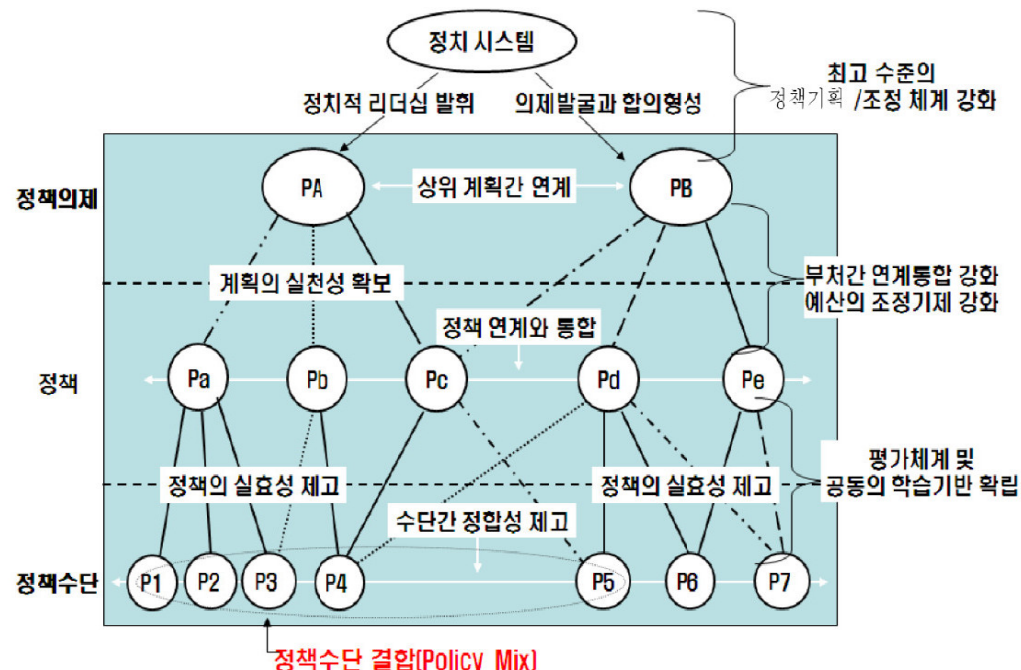 정치 시스템
최고 수준의
정책기획 /조정 체계 강화
정치적 리더십 발휘
의제발굴과 합의형성
정책의제
PA
상위 계획간 연계
PB
계획의 실천성 확보
부처간 연계통합 강화
예산의 조정기제 강화
정책 연계와 통합
정책
Pa
Pb
Pc
Pd
Pe
정책의 실효성 제고
정책의 실효성 제고
평가체계 및
공동의 학습기반 확립
수단간 정합성 제고
정책수단
P1
P2
P3
P4
P5
P6
P7
정책수단 결합(Policy Mix)